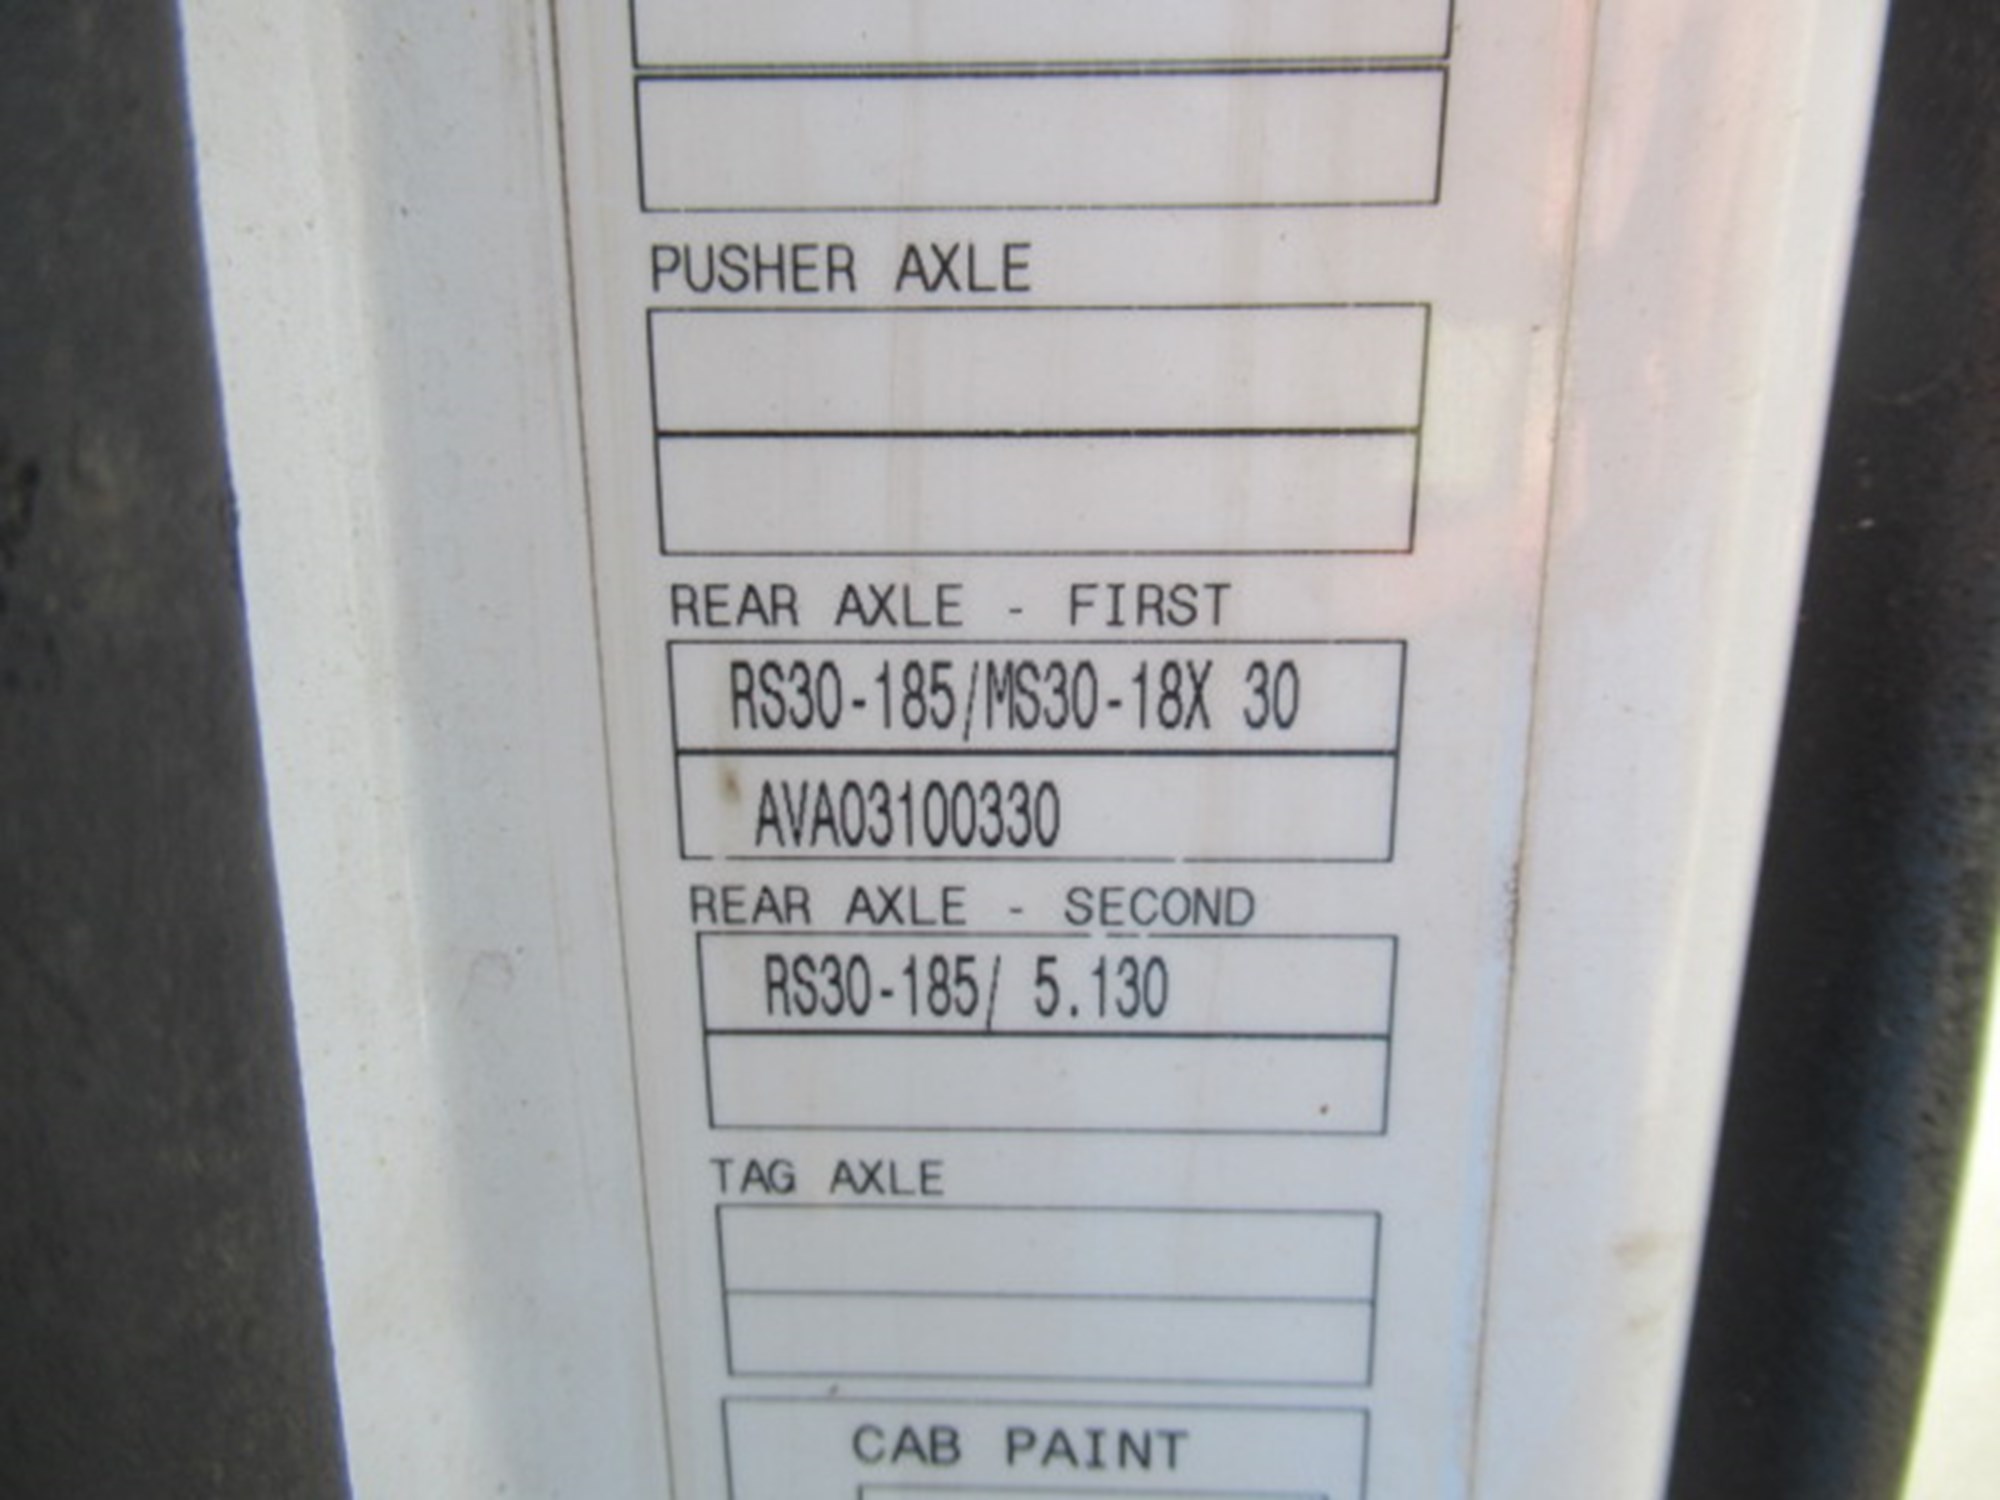 PUSHER AXLE
REAR AXLE - FIRST
RS30-185/MS30-18X 30
AVA03100330
REAR AXLE - SECOND
RS30-185/ 5.130
TAG AXLE
CAB PAINT